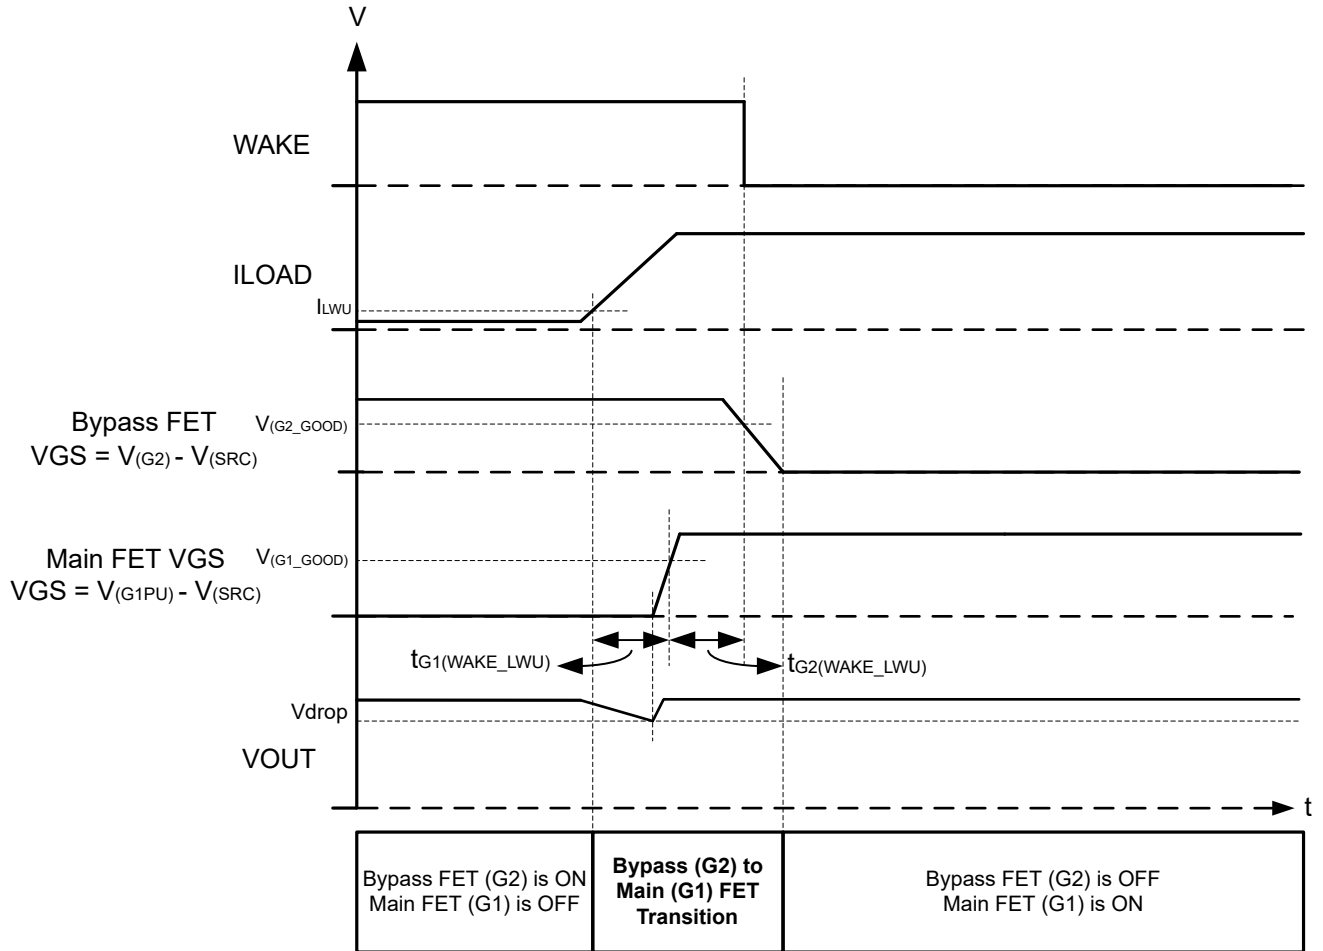 V
WAKE
ILOAD
ILWU
Bypass FET
VGS = V(G2) - V(SRC)
V(G2_GOOD)
Main FET VGS
VGS = V(G1PU) - V(SRC)
V(G1_GOOD)
tG1(WAKE_LWU)
tG2(WAKE_LWU)
Vdrop
VOUT
t
Bypass FET (G2) is ON
Main FET (G1) is OFF
Bypass (G2) to
Main (G1) FET
Transition
Bypass FET (G2) is OFF
Main FET (G1) is ON